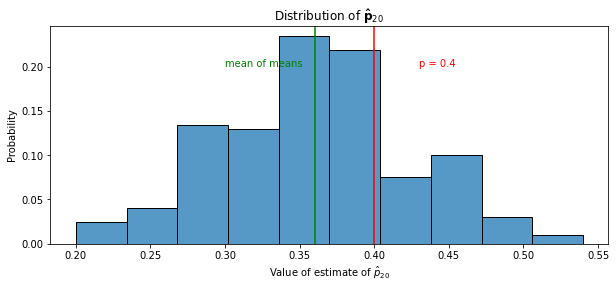 Distribution of p̂₂₀
mean of means
p = 0.4
Probability
0.20
0.15
0.10
0.05
0.00
0.20 0.25 0.30 0.35 0.40 0.45 0.50 0.55
Value of estimate of p̂₂₀